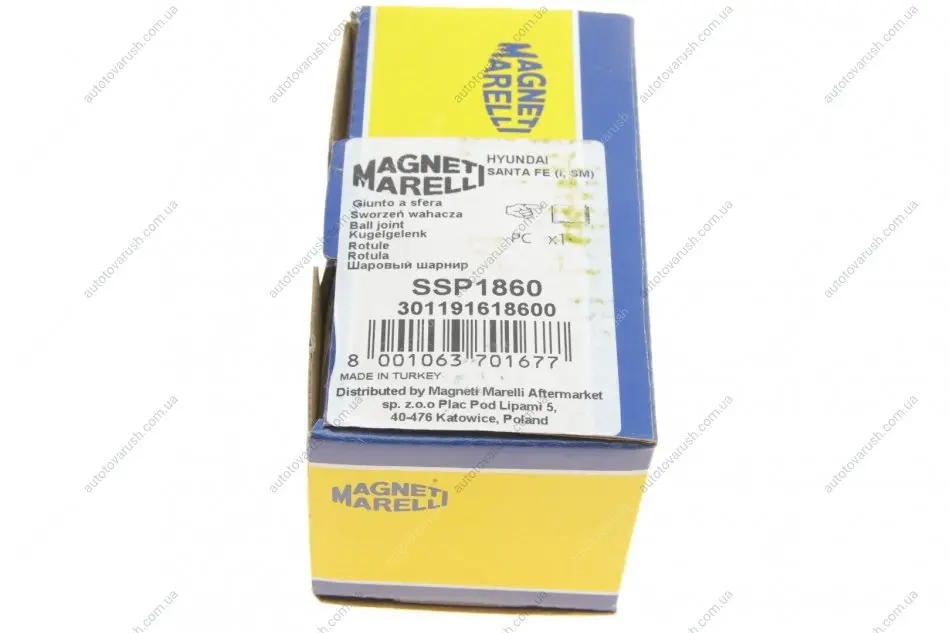 MAGNETI
MARELLI
MAGNETI
MARELLI
HYUNDAI
SANTA FE (I, SM)
Giunto a sfera
Sworzeń wahacza
Ball joint
Kugelgelenk
Rotule
Rotula
Шаровый шарнир
PC x1
SSP1860
301191618600
8 001063 701677
MADE IN TURKEY
Distributed by Magneti Marelli Aftermarket
sp. z.o.o Plac Pod Lipami 5,
40-476 Katowice, Poland
MAGNETI
MARELLI
autotovarush.com.ua